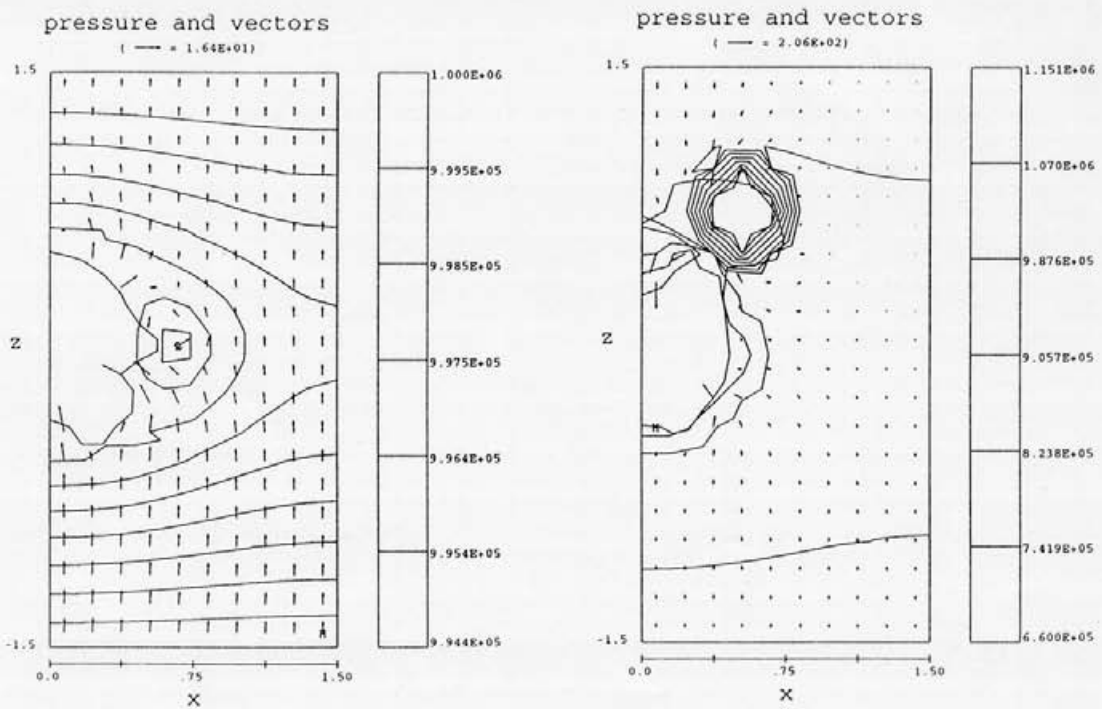 pressure and vectors
( → = 1.64E+01)
1.5
Z
-1.5
0.0 .75 1.50
X
1.000E+06
9.995E+05
9.985E+05
9.975E+05
9.964E+05
9.954E+05
9.944E+05
H
pressure and vectors
( → = 2.06E+02)
1.5
Z
-1.5
0.0 .75 1.50
X
1.151E+06
1.070E+06
9.876E+05
9.057E+05
8.238E+05
7.419E+05
6.600E+05
H